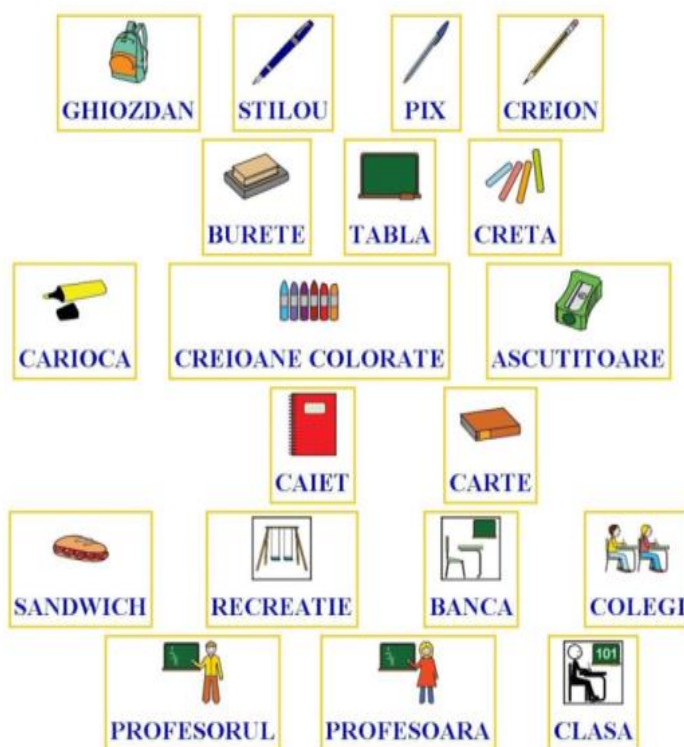 GHIOZDAN STILOU PIX CREION
BURETE TABLA CRETA
CARIOCA CREIOANE COLORATE ASCUTITOARE
CAIET CARTE
SANDWICH RECREATIE BANCA COLEGI
PROFESORUL PROFESOARA 101 CLASA